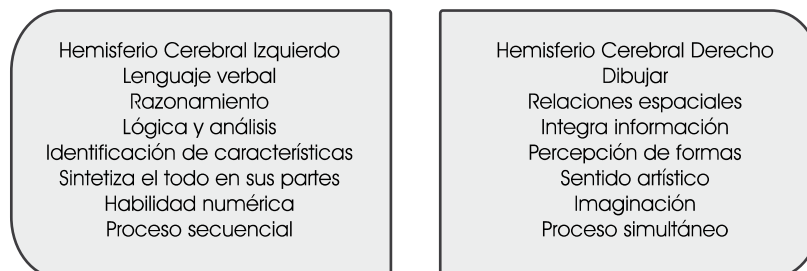 Hemisferio Cerebral Izquierdo
Lenguaje verbal
Razonamiento
Lógica y análisis
Identificación de características
Sintetiza el todo en sus partes
Habilidad numérica
Proceso secuencial
Hemisferio Cerebral Derecho
Dibujar
Relaciones espaciales
Integra información
Percepción de formas
Sentido artístico
Imaginación
Proceso simultáneo